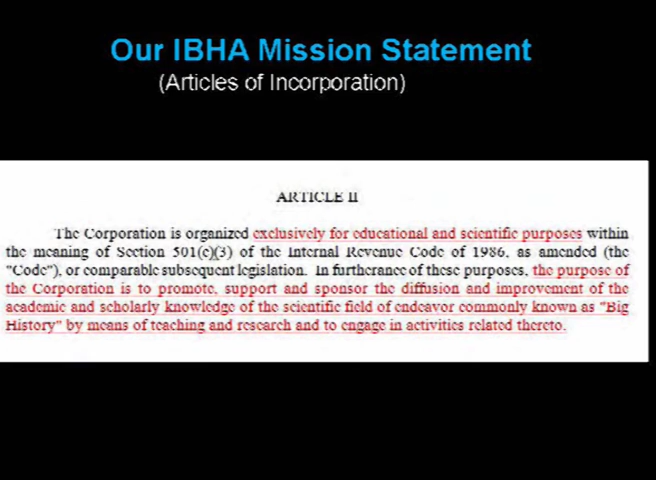 Our IBHA Mission Statement
(Articles of Incorporation)
ARTICLE II
The Corporation is organized exclusively for educational and scientific purposes within
the meaning of Section 501(c)(3) of the Internal Revenue Code of 1986, as amended (the
"Code"), or comparable subsequent legislation. In furtherance of these purposes, the purpose of
the Corporation is to promote, support and sponsor the diffusion and improvement of the
academic and scholarly knowledge of the scientific field of endeavor commonly known as "Big
History" by means of teaching and research and to engage in activities related thereto.